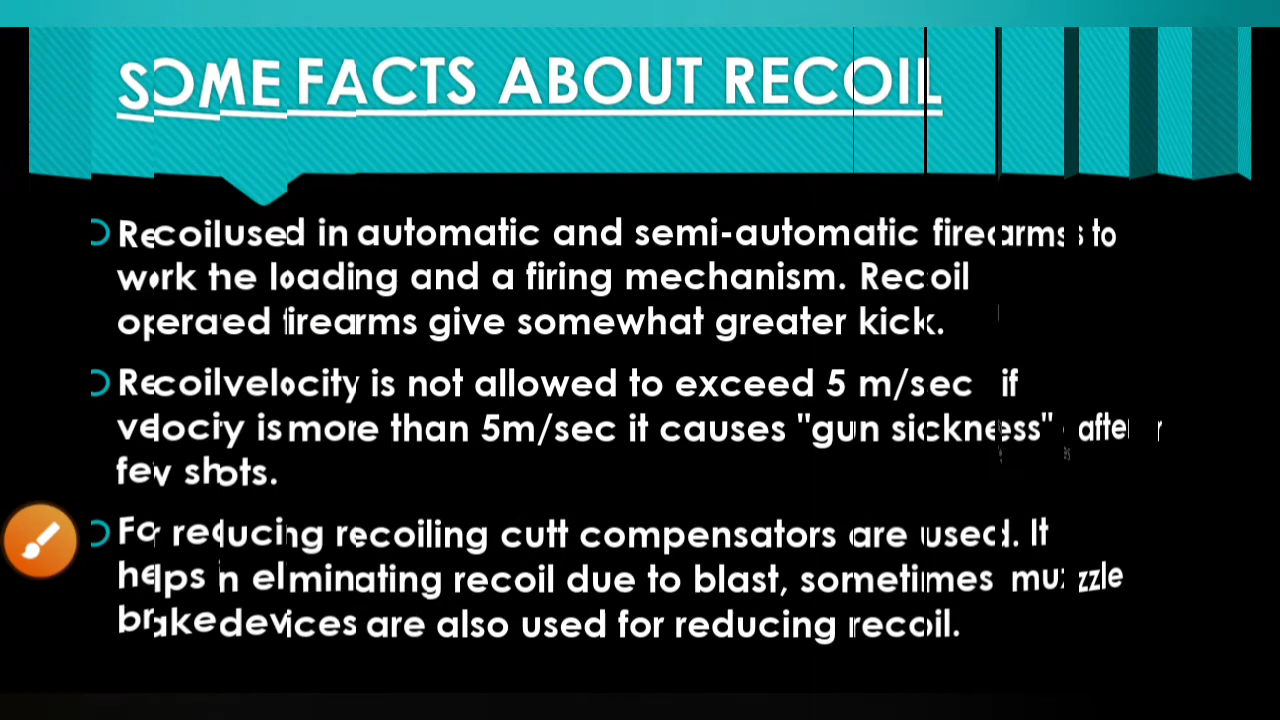 SOME FACTS ABOUT RECOIL
Recoil used in automatic and semi-automatic firearms to
work the loading and a firing mechanism. Recoil
operated firearms give somewhat greater kick.
Recoil velocity is not allowed to exceed 5 m/sec if
velocity is more than 5m/sec it causes "gun sickness" after
few shots.
For reducing recoiling cutt compensators are used. It
helps in eliminating recoil due to blast, sometimes muzzle
brake devices are also used for reducing recoil.